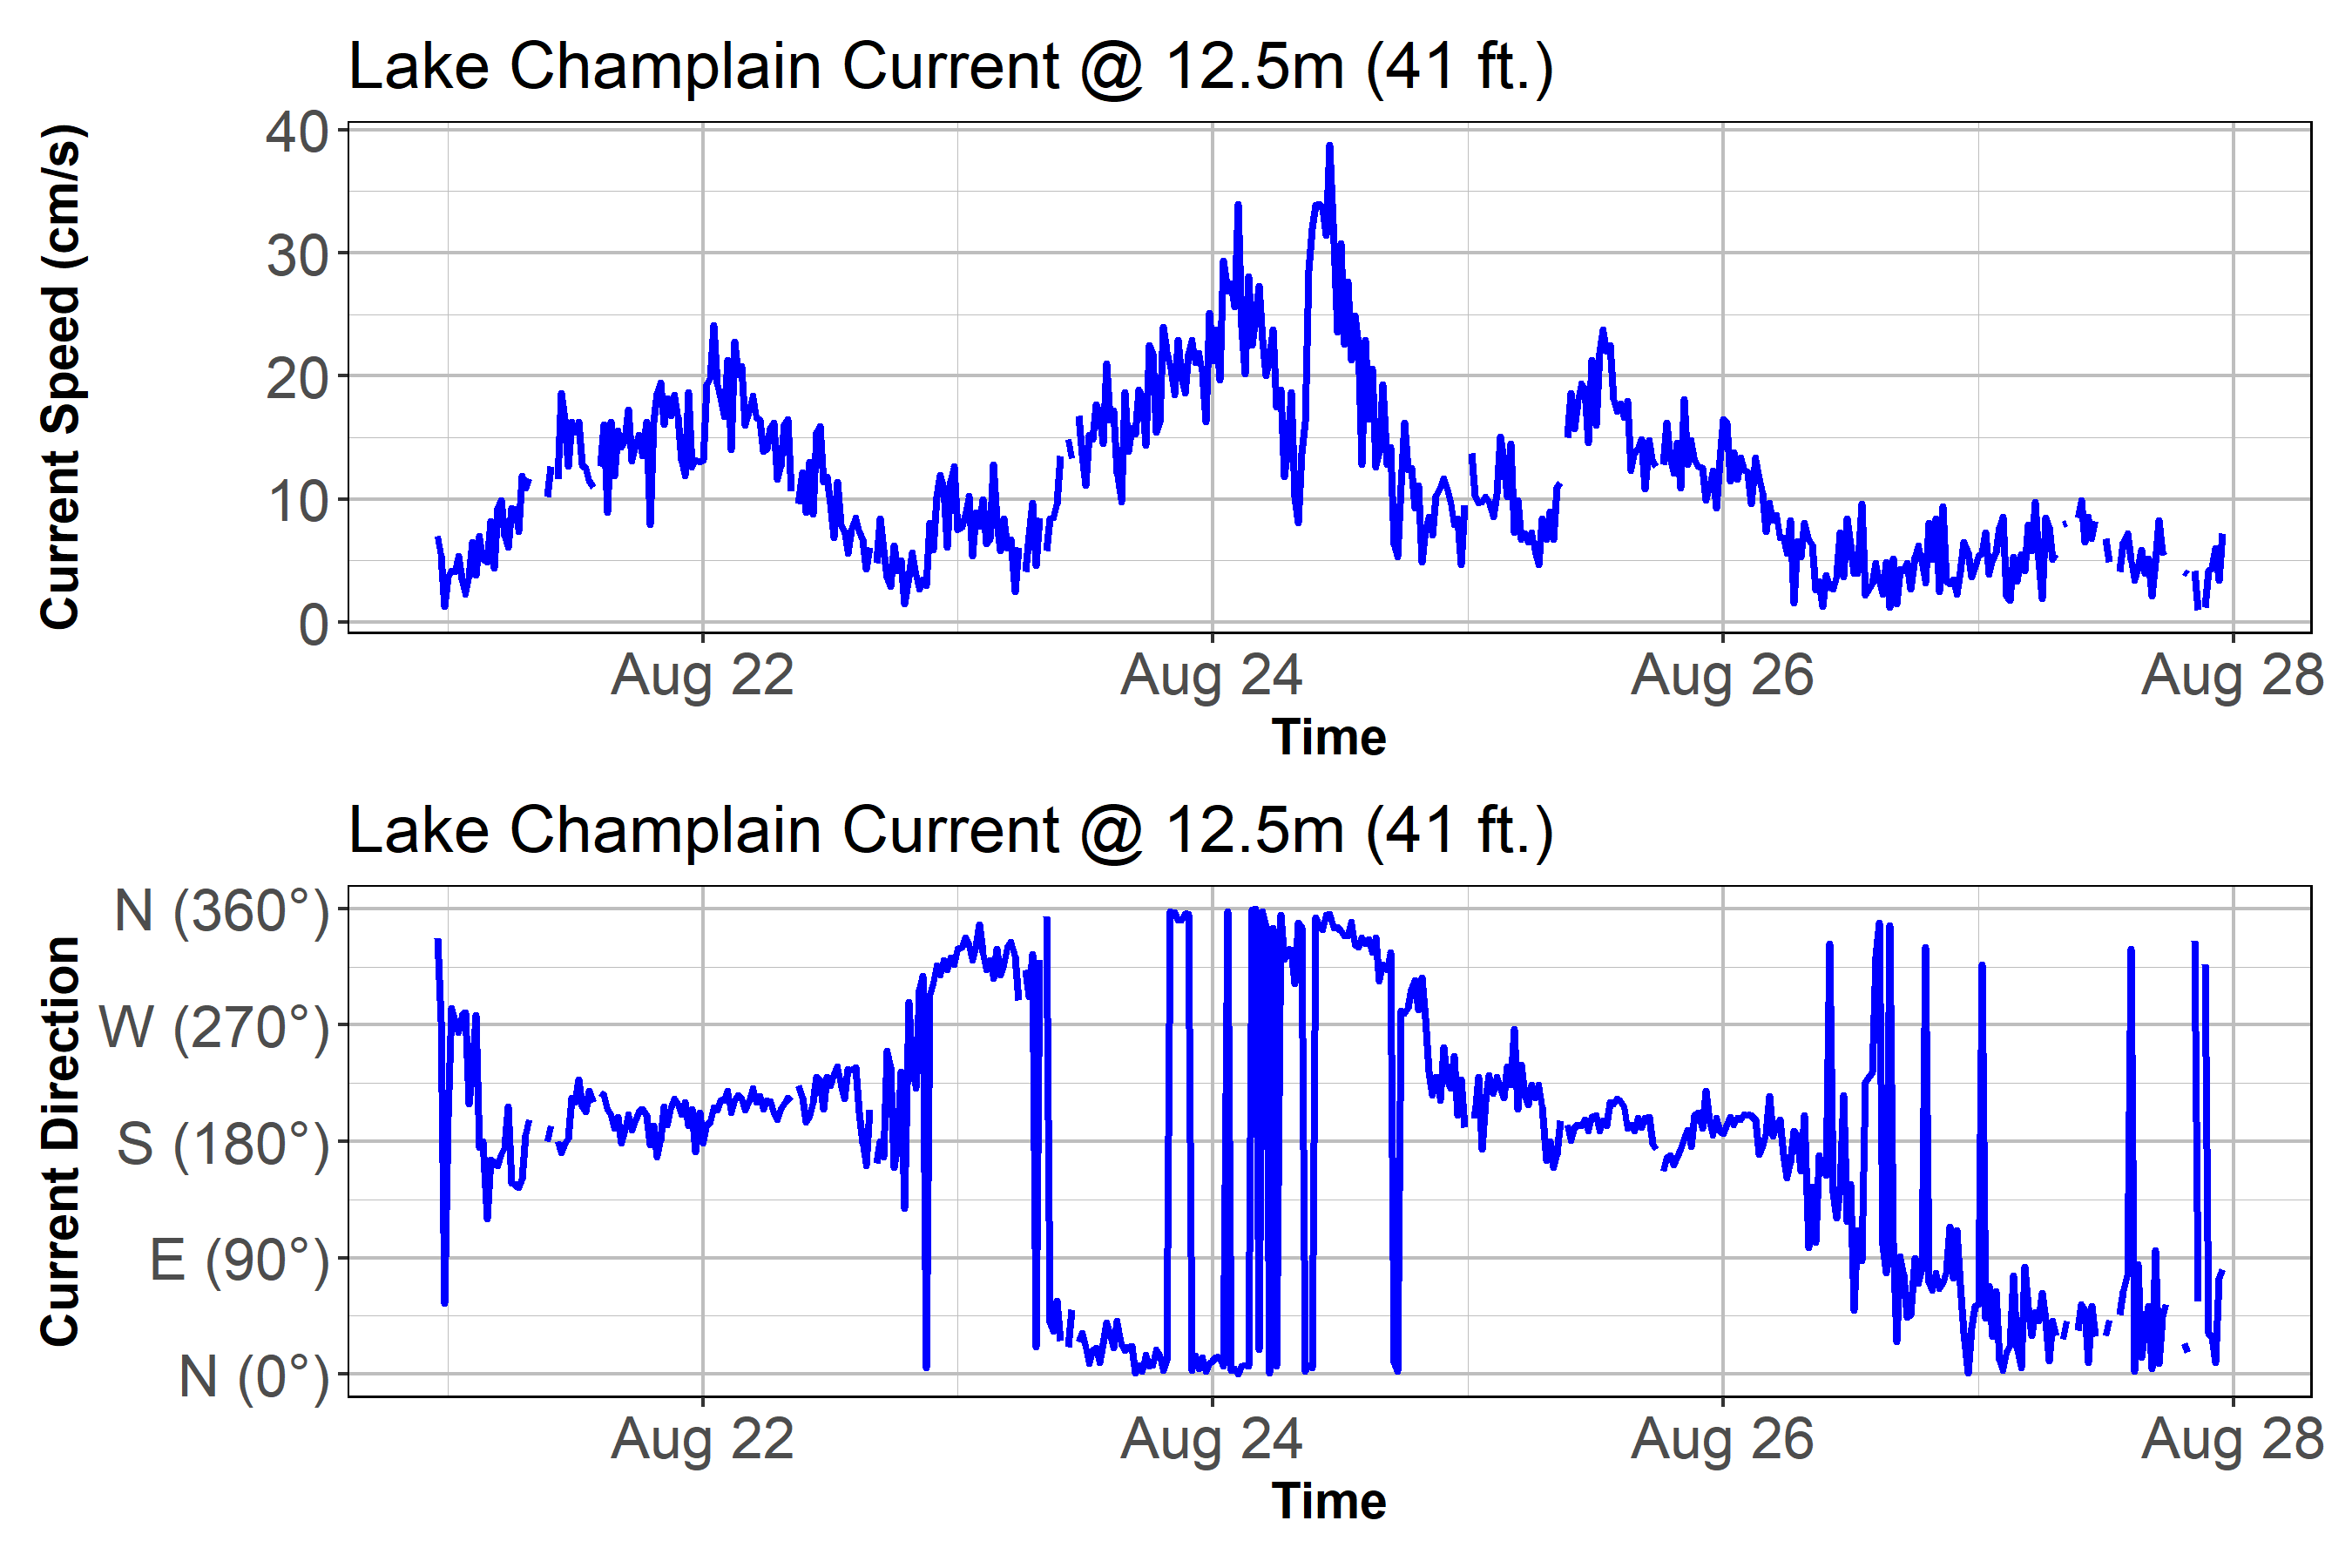 Lake Champlain Current @ 12.5m (41 ft.)
Current Speed (cm/s)
40
30
20
10
0
Aug 22 Aug 24 Aug 26 Aug 28
Time
Lake Champlain Current @ 12.5m (41 ft.)
Current Direction
N (360°)
W (270°)
S (180°)
E (90°)
N (0°)
Aug 22 Aug 24 Aug 26 Aug 28
Time